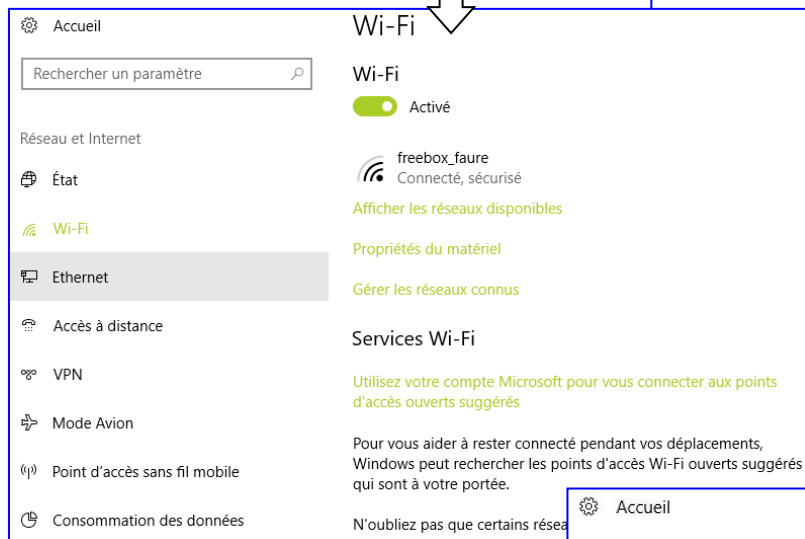 Accueil
Rechercher un paramètre
Réseau et Internet
État
Wi-Fi
Ethernet
Accès à distance
VPN
Mode Avion
Point d'accès sans fil mobile
Consommation des données
Wi-Fi
Wi-Fi
Activé
freebox_faure
Connecté, sécurisé
Afficher les réseaux disponibles
Propriétés du matériel
Gérer les réseaux connus
Services Wi-Fi
Utilisez votre compte Microsoft pour vous connecter aux points
d'accès ouverts suggérés
Pour vous aider à rester connecté pendant vos déplacements,
Windows peut rechercher les points d'accès Wi-Fi ouverts suggérés
qui sont à votre portée.
N'oubliez pas que certains résea
Accueil